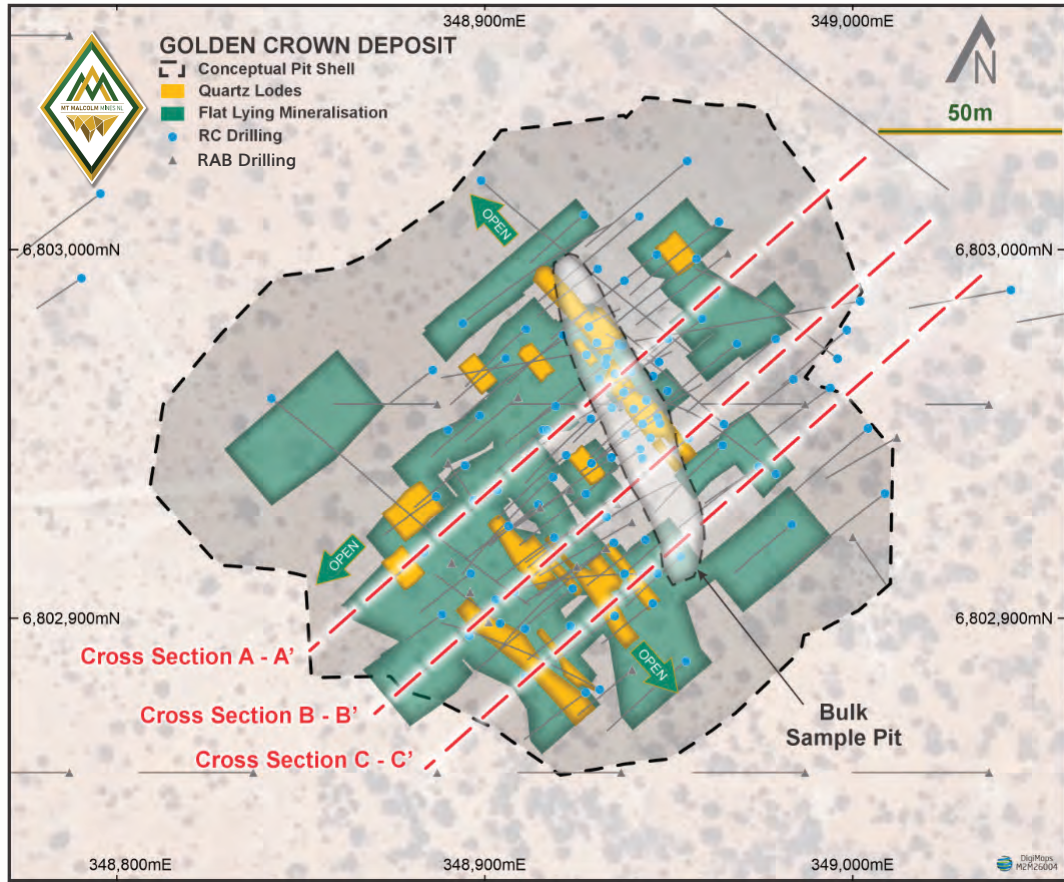 348,900mE
349,000mE
GOLDEN CROWN DEPOSIT
Conceptual Pit Shell
Quartz Lodes
Flat Lying Mineralisation
RC Drilling
RAB Drilling
MT MALCOLM MINES NL
N
50m
OPEN
6,803,000mN
6,803,000mN
OPEN
6,802,900mN
6,802,900mN
Cross Section A - A'
OPEN
Cross Section B - B'
Bulk
Sample Pit
Cross Section C - C'
348,800mE
348,900mE
349,000mE
DigiMaps
M2M26004